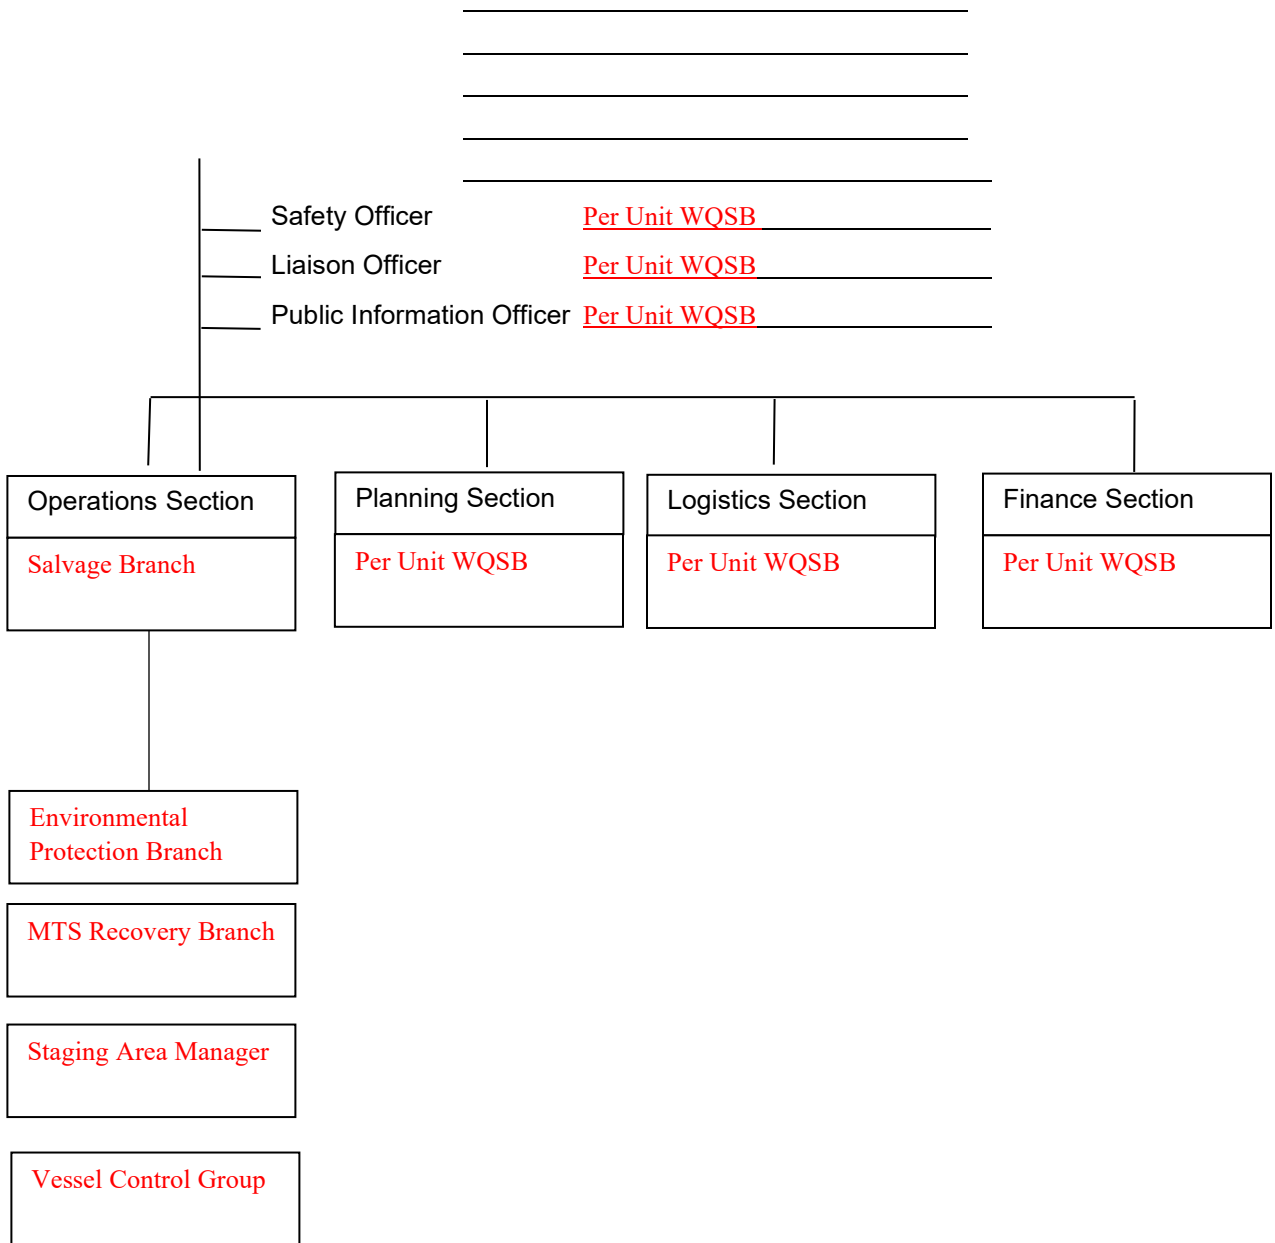 Safety Officer Per Unit WQSB
Liaison Officer Per Unit WQSB
Public Information Officer Per Unit WQSB
Operations Section
Salvage Branch
Planning Section
Per Unit WQSB
Logistics Section
Per Unit WQSB
Finance Section
Per Unit WQSB
Environmental
Protection Branch
MTS Recovery Branch
Staging Area Manager
Vessel Control Group